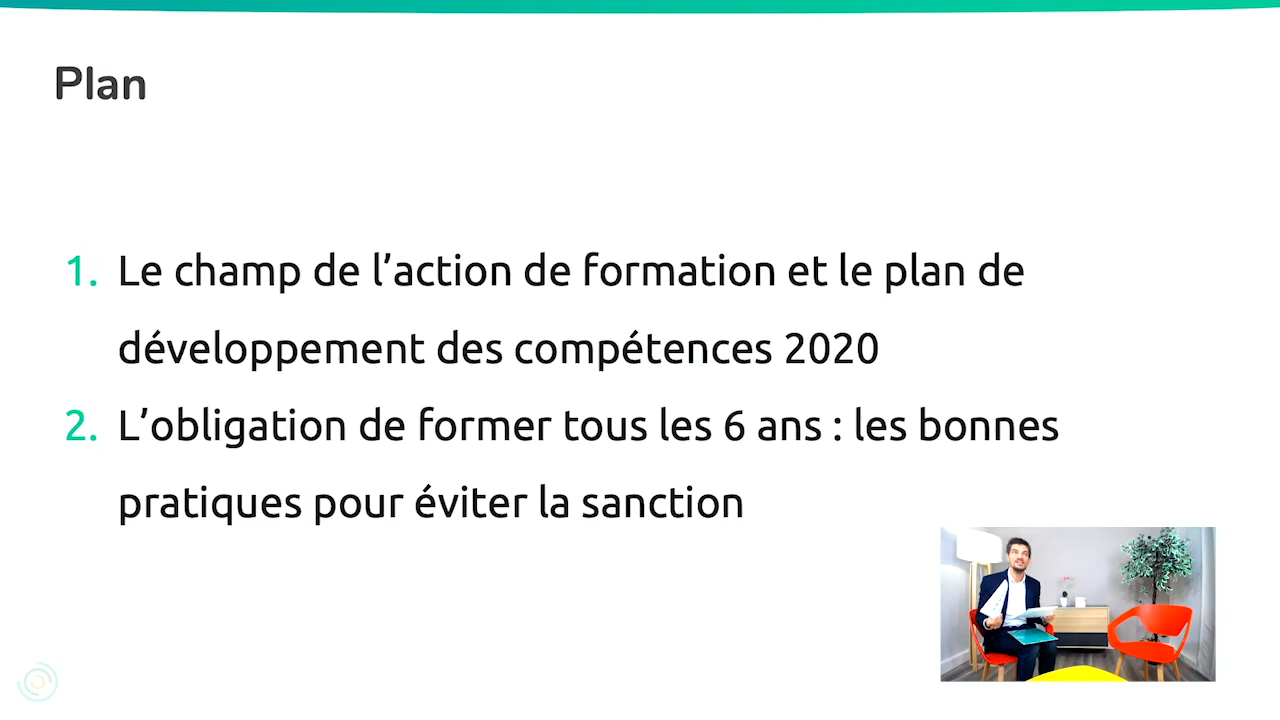 Plan
1. Le champ de l’action de formation et le plan de
développement des compétences 2020
2. L’obligation de former tous les 6 ans : les bonnes
pratiques pour éviter la sanction